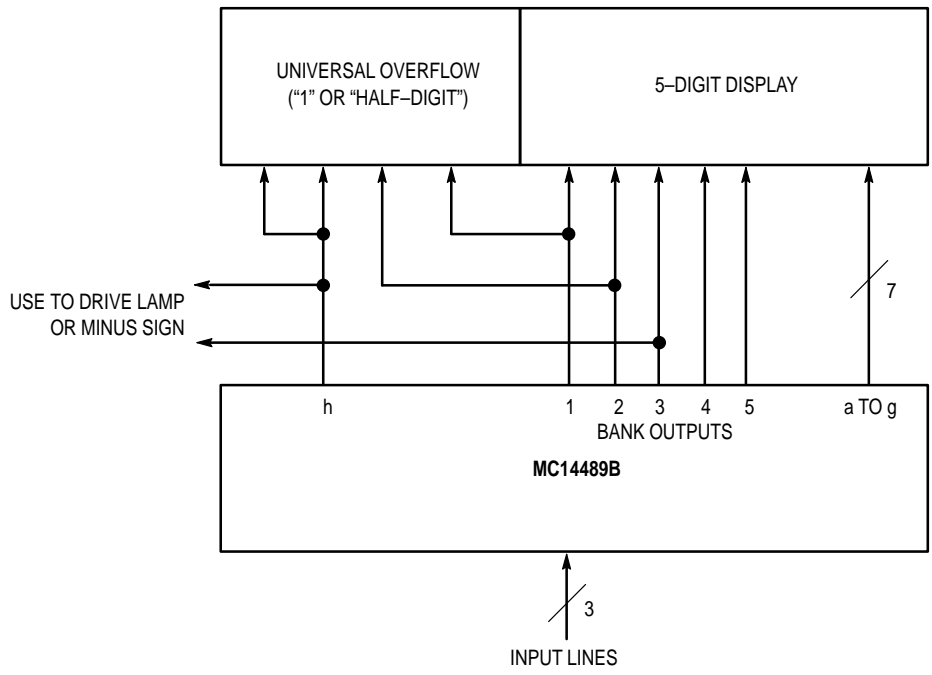 UNIVERSAL OVERFLOW
(“1” OR “HALF–DIGIT”)
5–DIGIT DISPLAY
USE TO DRIVE LAMP
OR MINUS SIGN
7
h
1 2 3 4 5
a TO g
BANK OUTPUTS
MC14489B
3
INPUT LINES